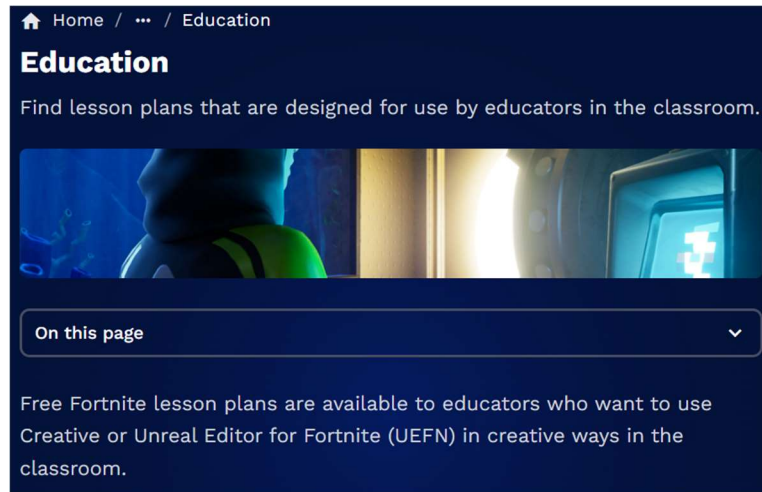 Home / ··· / Education
Education
Find lesson plans that are designed for use by educators in the classroom.
On this page
Free Fortnite lesson plans are available to educators who want to use
Creative or Unreal Editor for Fortnite (UEFN) in creative ways in the
classroom.